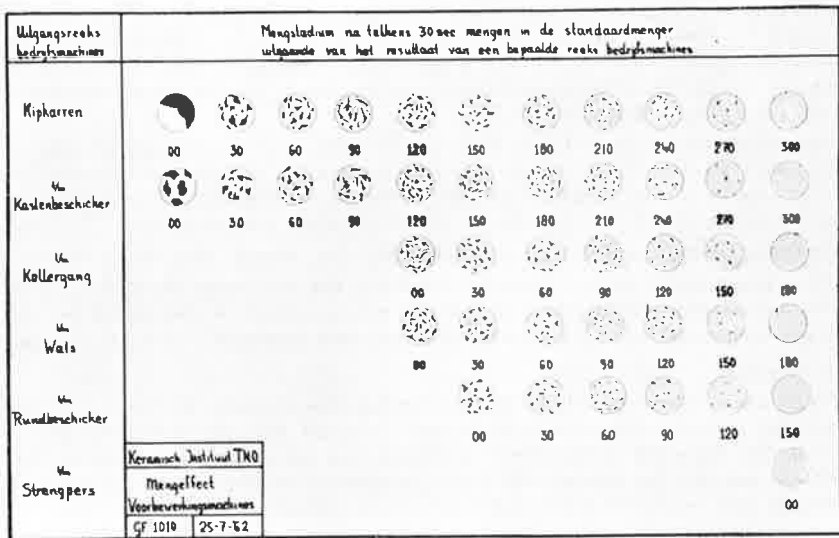 Uitgangsreeks
bedrijfsmachines
Mengstadium na telkens 30 sec mengen in de standaardmenger
uitgaande van het resultaat van een bepaalde reeks bedrijfsmachines
Kipkarren
00 30 60 90 120 150 180 210 240 270 300
t/m
Kastenbeschicker
00 30 60 90 120 150 180 210 240 270 300
t/m
Kollergang
00 30 60 90 120 150 180
t/m
Wals
00 30 60 90 120 150 180
t/m
Rundbeschicker
00 30 60 90 120 150
t/m
Strangpers
00
Keramisch Instituut TNO
Mengeffect
Voorbewerkingsmachines
GF 1019 25-7-62